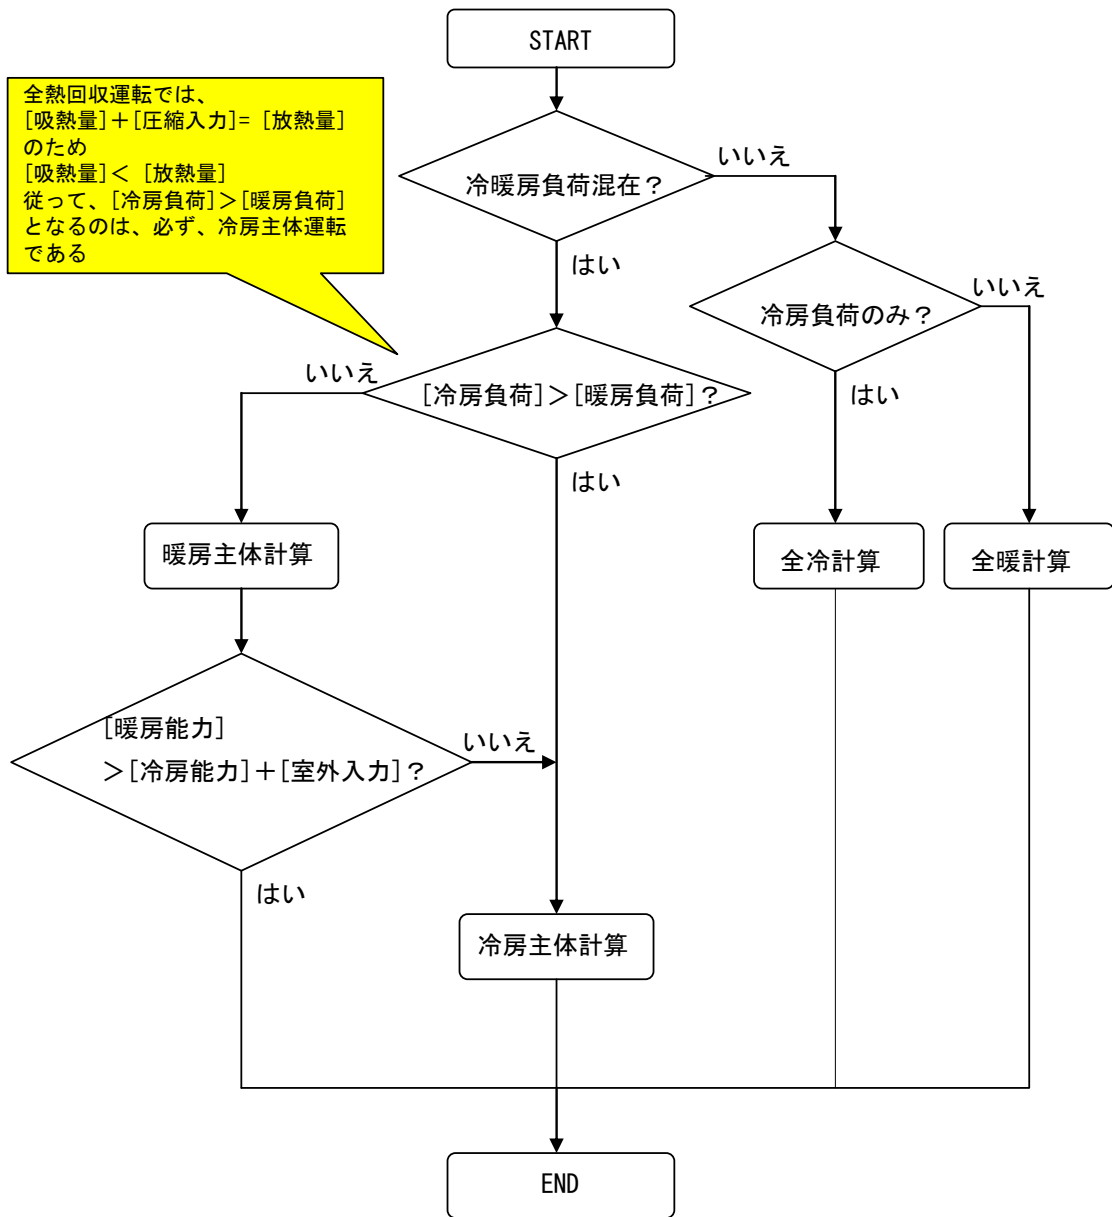 START
全熱回収運転では、
[吸熱量]＋[圧縮入力]= [放熱量]
のため
[吸熱量]＜ [放熱量]
従って、[冷房負荷]＞[暖房負荷]
となるのは、必ず、冷房主体運転
である
冷暖房負荷混在？
いいえ
はい
冷房負荷のみ？
いいえ
はい
[冷房負荷]＞[暖房負荷]？
いいえ
はい
暖房主体計算
全冷計算
全暖計算
[暖房能力]
＞[冷房能力]＋[室外入力]？
いいえ
はい
冷房主体計算
END